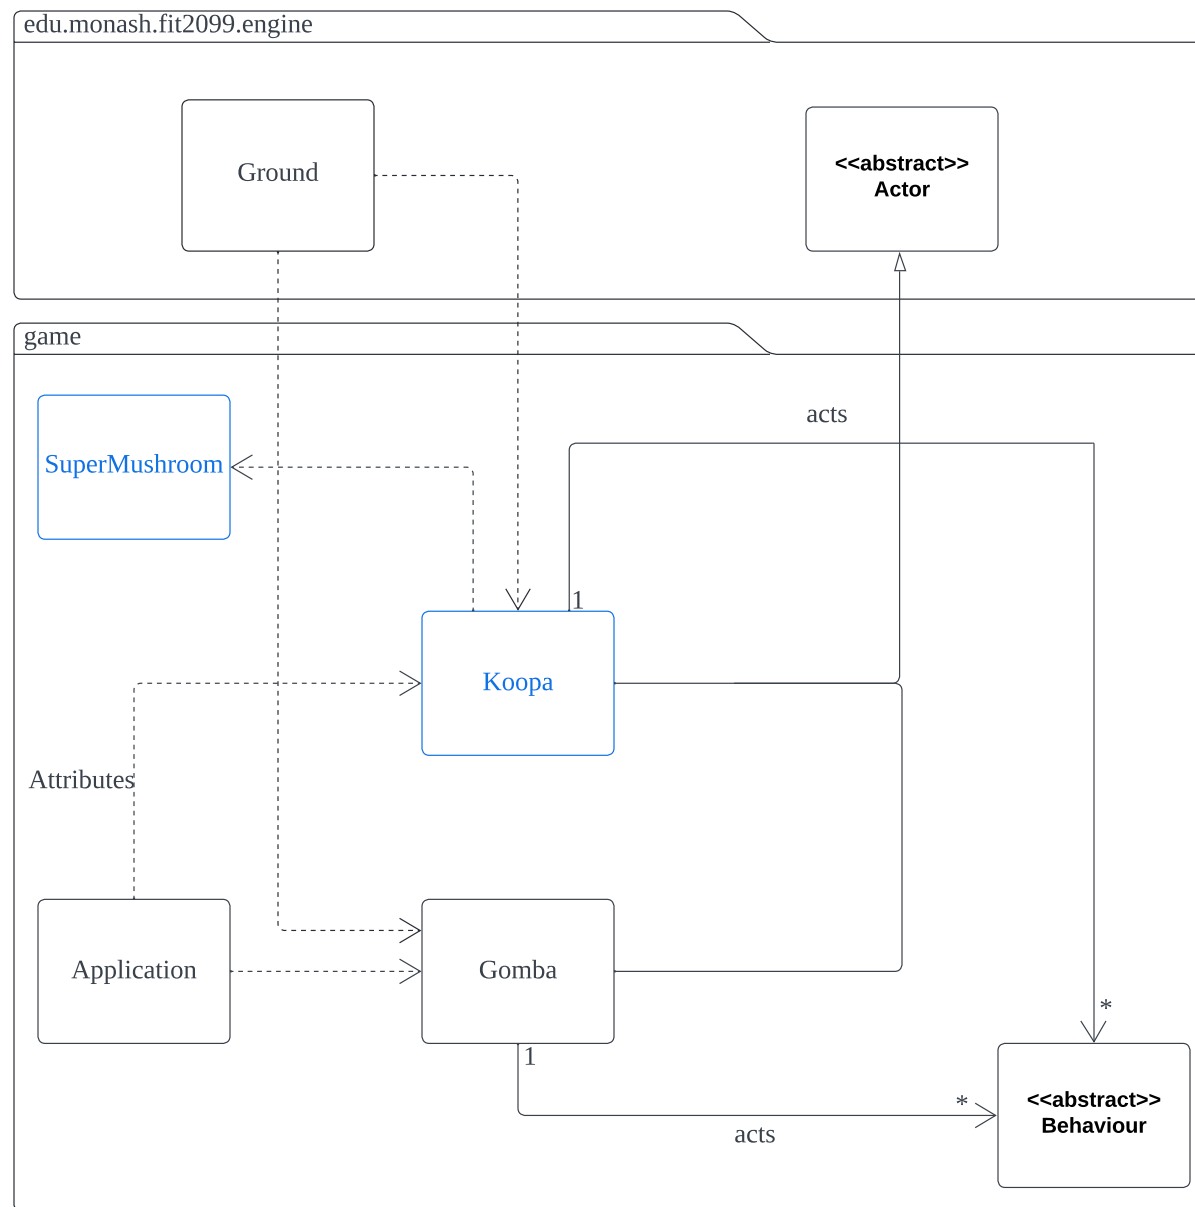 edu.monash.fit2099.engine
Ground
<<abstract>>
Actor
game
acts
SuperMushroom
1
Koopa
Attributes
Application
Gomba
*
1
*
acts
<<abstract>>
Behaviour